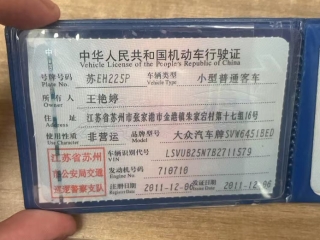 中华人民共和国机动车行驶证
Vehicle License of the People's Republic of China
号牌号码 苏EH225P 车辆类型 小型普通客车
Plate No. Vehicle Type
所有人 王艳婷
Owner
住址 江苏省苏州市张家港市金港镇朱家宕村第十七组16号
Address
使用性质 非营运 品牌型号 大众汽车牌SVW6451BED
Use Character Model
江苏省苏州 车辆识别代号 LSVUB25N7B2711579
VIN
市公安局交通 发动机号码 710710
Engine No.
巡逻警察支队 注册日期 2011-12-06 发证日期 2011-12-06
Register Date Issue Date